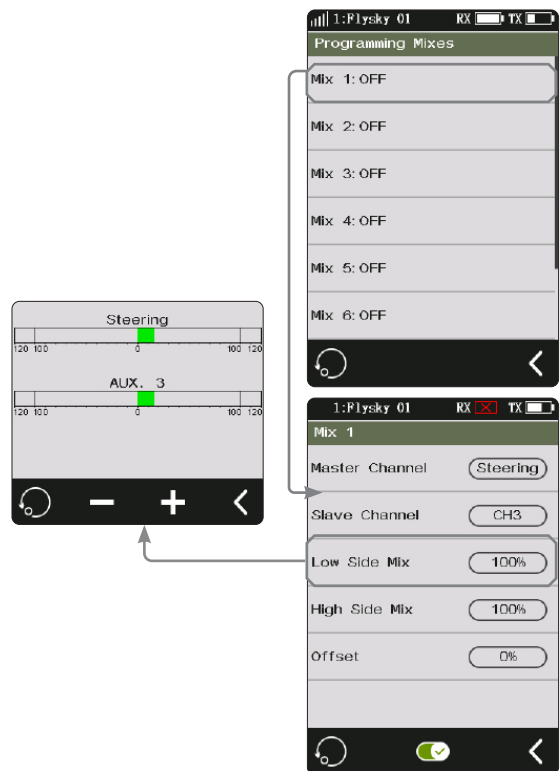 1:Flysky 01 RX TX
Programming Mixes
Mix 1: OFF
Mix 2: OFF
Mix 3: OFF
Mix 4: OFF
Mix 5: OFF
Mix 6: OFF
Steering
120 100 0 100 120
AUX. 3
120 100 0 100 120
1:Flysky 01 RX TX
Mix 1
Master Channel Steering
Slave Channel CH3
Low Side Mix 100%
High Side Mix 100%
Offset 0%